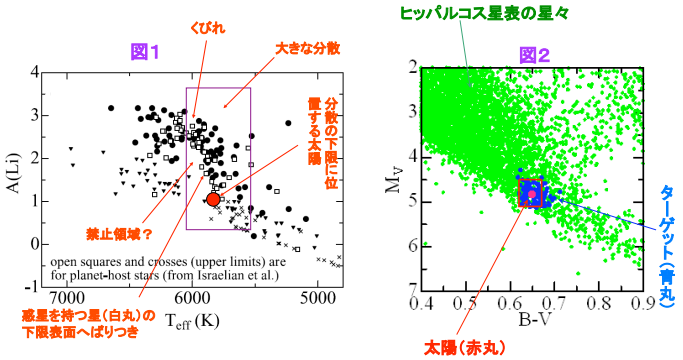 ヒッパルコス星表の星々
図1
くびれ
大きな分散
図2
4
3
2
1
0
-1
A(Li)
分散の下限に位
置する太陽
禁止領域?
open squares and crosses (upper limits) are
for planet-host stars (from Israelian et al.)
7000
6000
5000
Teff (K)
惑星を持つ星(白丸)の
下限表面へばりつき
2
3
4
5
6
7
MV
0.4
0.5
0.6
0.7
0.8
0.9
B-V
ターゲット(青丸)
太陽(赤丸)